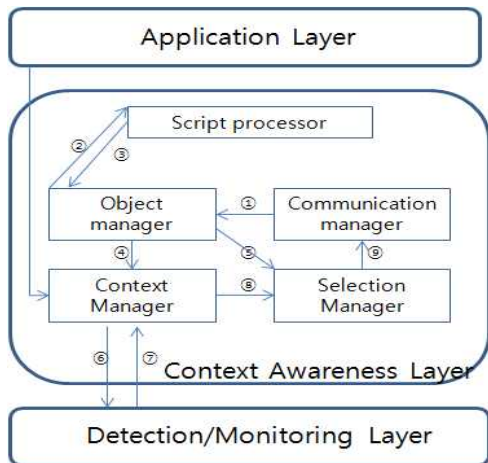 Application Layer
Script processor
②
③
Object
manager
①
Communication
manager
④
⑤
⑨
Context
Manager
⑧
Selection
Manager
⑥
⑦
Context Awareness Layer
Detection/Monitoring Layer